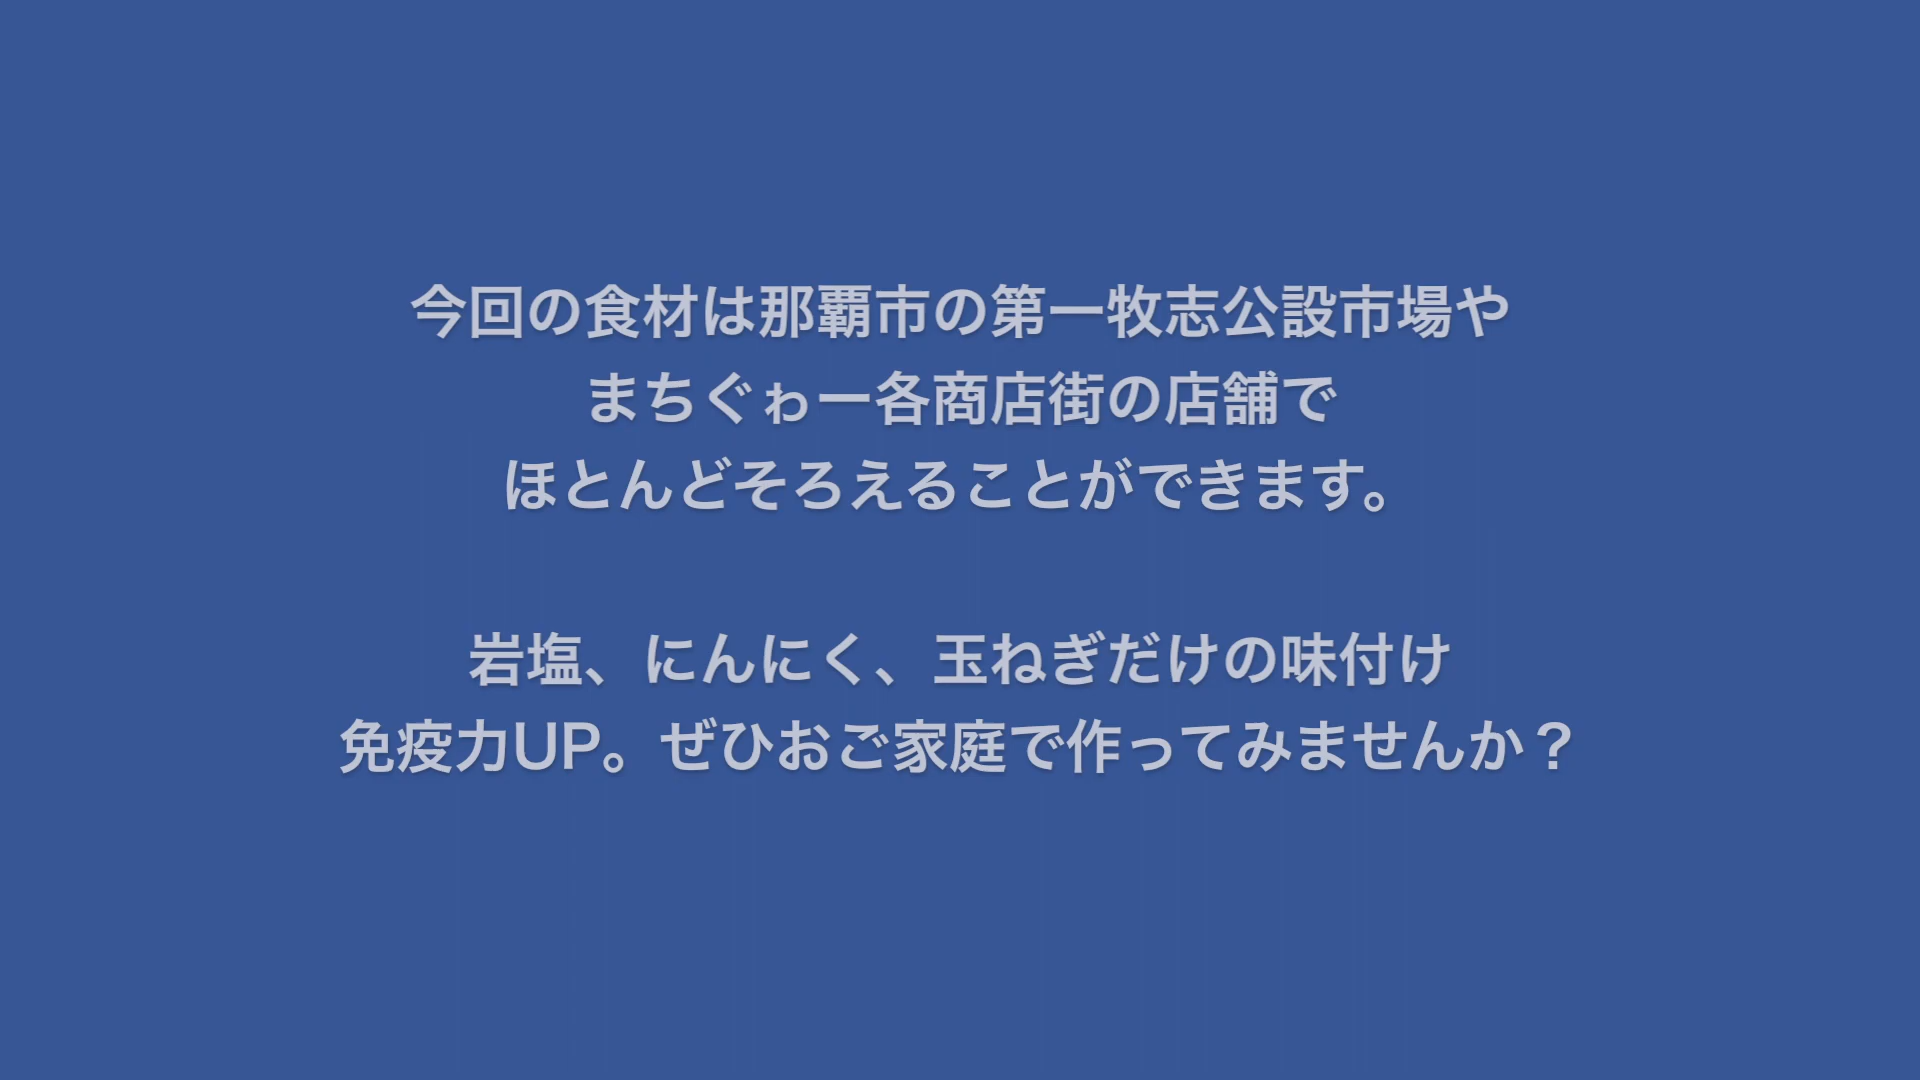 今回の食材は那覇市の第一牧志公設市場や
まちぐゎー各商店街の店舗で
ほとんどそろえることができます。
岩塩、にんにく、玉ねぎだけの味付け
免疫力UP。ぜひおご家庭で作ってみませんか？